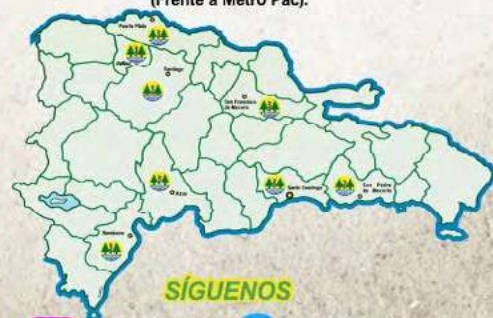 (Frente a Metro Pac).
Puerto Plata
Santiago
San Francisco
de Macorís
Azua
Santo Domingo
San Pedro
de Macorís
Barahona
SÍGUENOS